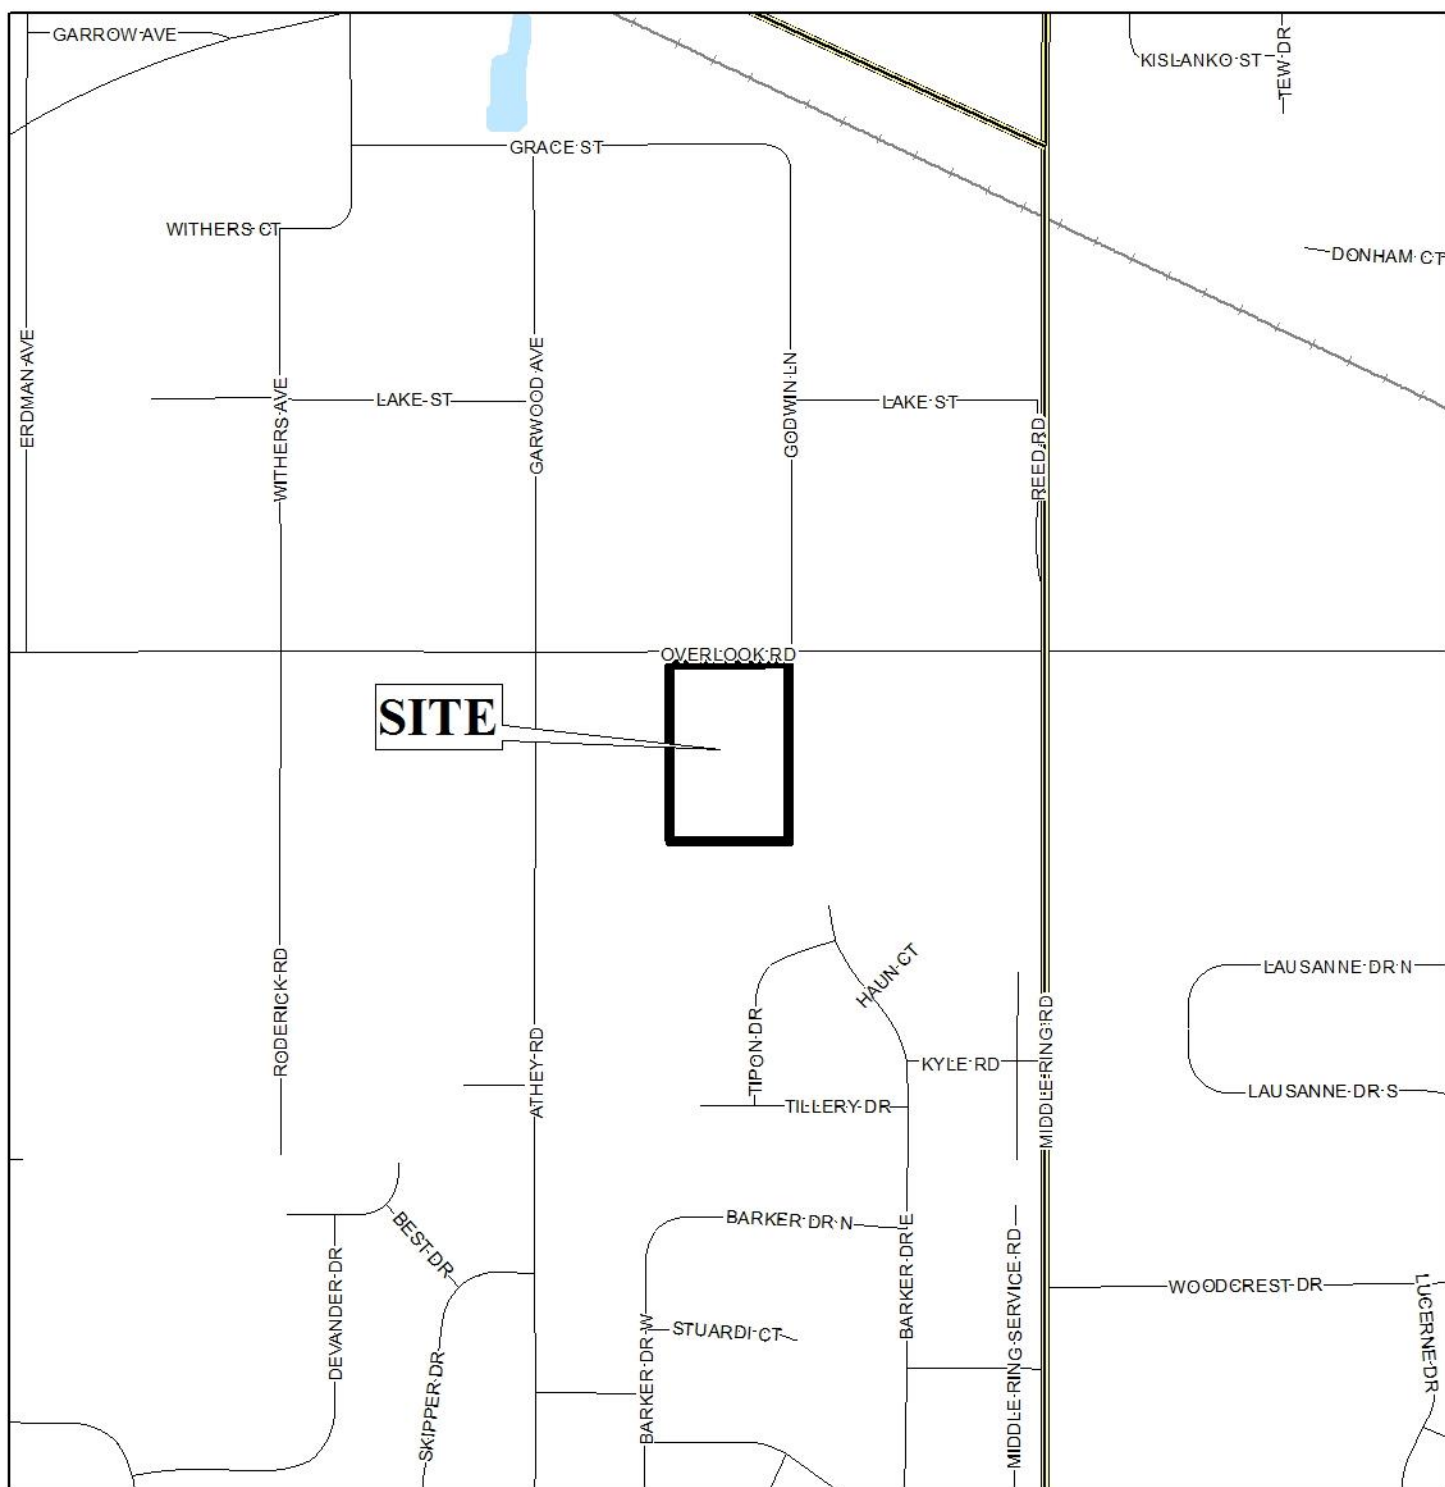 GARROW AVE
KISLANKO ST
TEW DR
GRACE ST
WITHERS CT
DONHAM CT
ERDMAN AVE
WITHERS AVE
LAKE ST
GARWOOD AVE
GODWIN LN
LAKE ST
REED RD
OVERLOOK RD
SITE
RODERICK RD
ATHEY RD
TIPON DR
HAUN CT
KYLE RD
TILLERY DR
MIDDLE RING RD
LAUSANNE DR N
LAUSANNE DR S
BEST DR
DEVANDER DR
SKIPPER DR
BARKER DR N
BARKER DR W
STUARDI CT
BARKER DR E
MIDDLE RING SERVICE RD
WOODCREST DR
LUCERNE DR